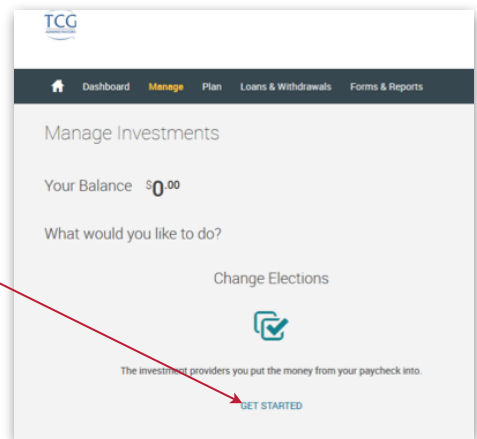 TCG
Dashboard Manage Plan Loans & Withdrawals Forms & Reports
Manage Investments
Your Balance $0.00
What would you like to do?
Change Elections
The investment providers you put the money from your paycheck into.
GET STARTED